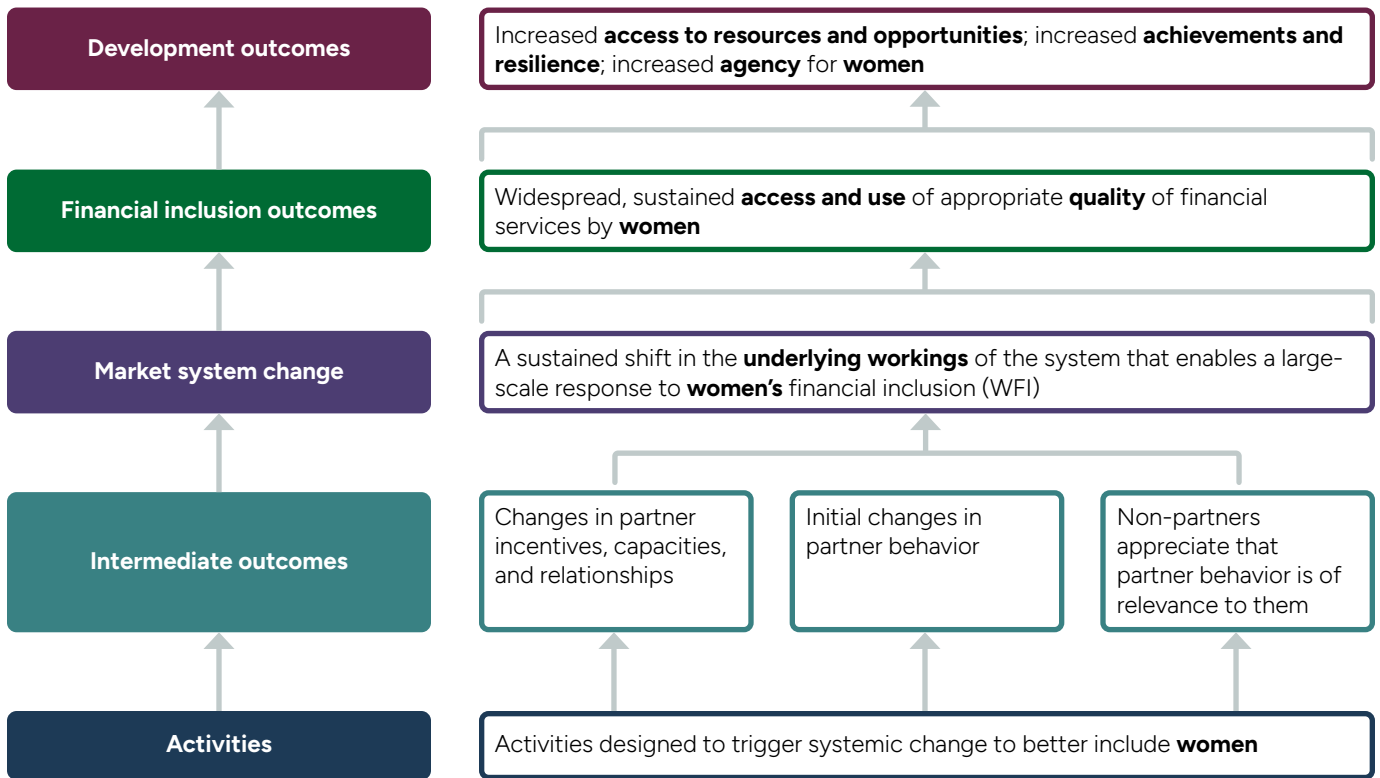 Development outcomes
Increased access to resources and opportunities; increased achievements and
resilience; increased agency for women
Financial inclusion outcomes
Widespread, sustained access and use of appropriate quality of financial
services by women
Market system change
A sustained shift in the underlying workings of the system that enables a large-
scale response to women’s financial inclusion (WFI)
Intermediate outcomes
Changes in partner
incentives, capacities,
and relationships
Initial changes in
partner behavior
Non-partners
appreciate that
partner behavior is of
relevance to them
Activities
Activities designed to trigger systemic change to better include women